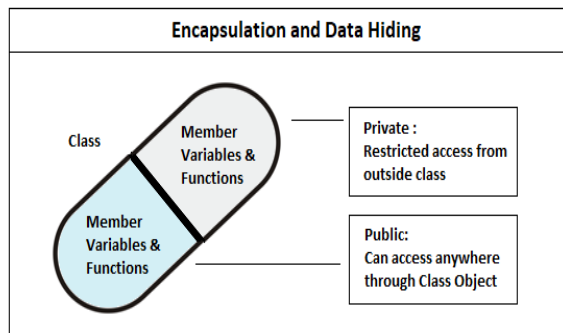 Encapsulation and Data Hiding
Class
Member
Variables &
Functions
Member
Variables &
Functions
Private :
Restricted access from
outside class
Public:
Can access anywhere
through Class Object